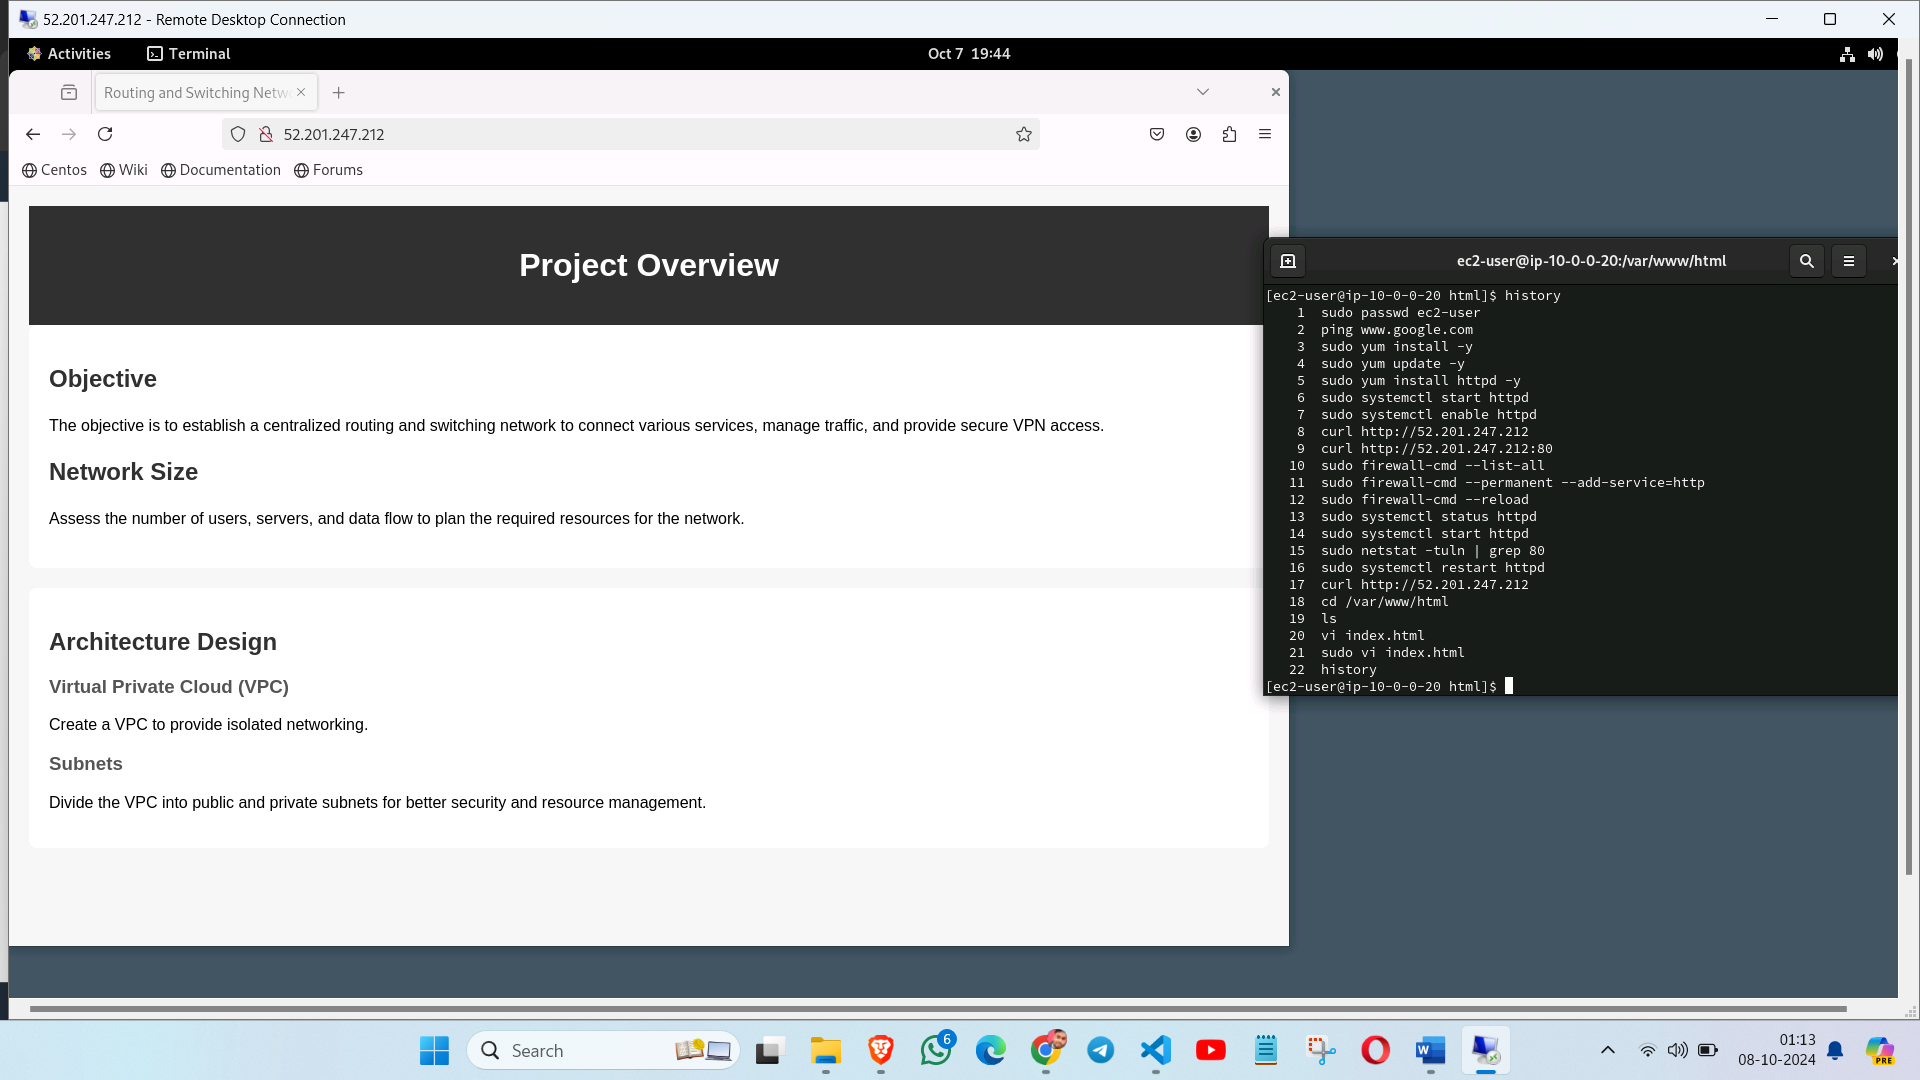 52.201.247.212 - Remote Desktop Connection
Activities
Terminal
Oct 7 19:44
Routing and Switching Netw
52.201.247.212
Centos
Wiki
Documentation
Forums
Project Overview
Objective
The objective is to establish a centralized routing and switching network to connect various services, manage traffic, and provide secure VPN access.
Network Size
Assess the number of users, servers, and data flow to plan the required resources for the network.
Architecture Design
Virtual Private Cloud (VPC)
Create a VPC to provide isolated networking.
Subnets
Divide the VPC into public and private subnets for better security and resource management.
ec2-user@ip-10-0-0-20:/var/www/html
[ec2-user@ip-10-0-0-20 html]$ history
1 sudo passwd ec2-user
2 ping www.google.com
3 sudo yum install -y
4 sudo yum update -y
5 sudo yum install httpd -y
6 sudo systemctl start httpd
7 sudo systemctl enable httpd
8 curl http://52.201.247.212
9 curl http://52.201.247.212:80
10 sudo firewall-cmd --list-all
11 sudo firewall-cmd --permanent --add-service=http
12 sudo firewall-cmd --reload
13 sudo systemctl status httpd
14 sudo systemctl start httpd
15 sudo netstat -tuln | grep 80
16 sudo systemctl restart httpd
17 curl http://52.201.247.212
18 cd /var/www/html
19 ls
20 vi index.html
21 sudo vi index.html
22 history
[ec2-user@ip-10-0-0-20 html]$
Search
6
W
01:13
08-10-2024
PRE